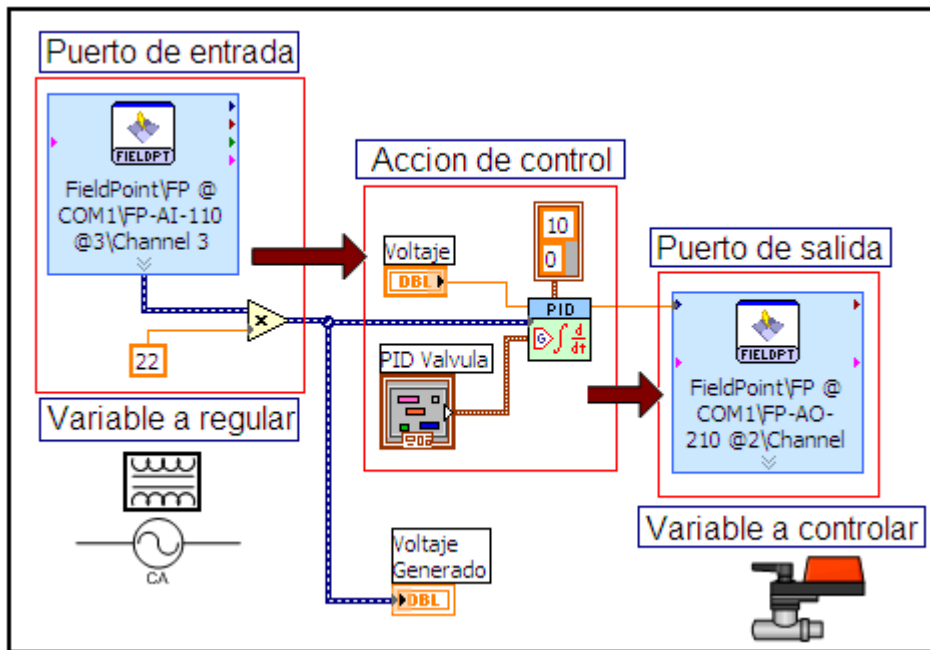 Puerto de entrada
FIELDPT
FieldPoint\FP @
COM1\FP-AI-110
@3\Channel 3
22
x
Variable a regular
CA
Accion de control
Voltaje
DBL
10
0
PID
G
∫
d
dt
PID Valvula
Voltaje
Generado
DBL
Puerto de salida
FIELDPT
FieldPoint\FP @
COM1\FP-AO-
210 @2\Channel
Variable a controlar